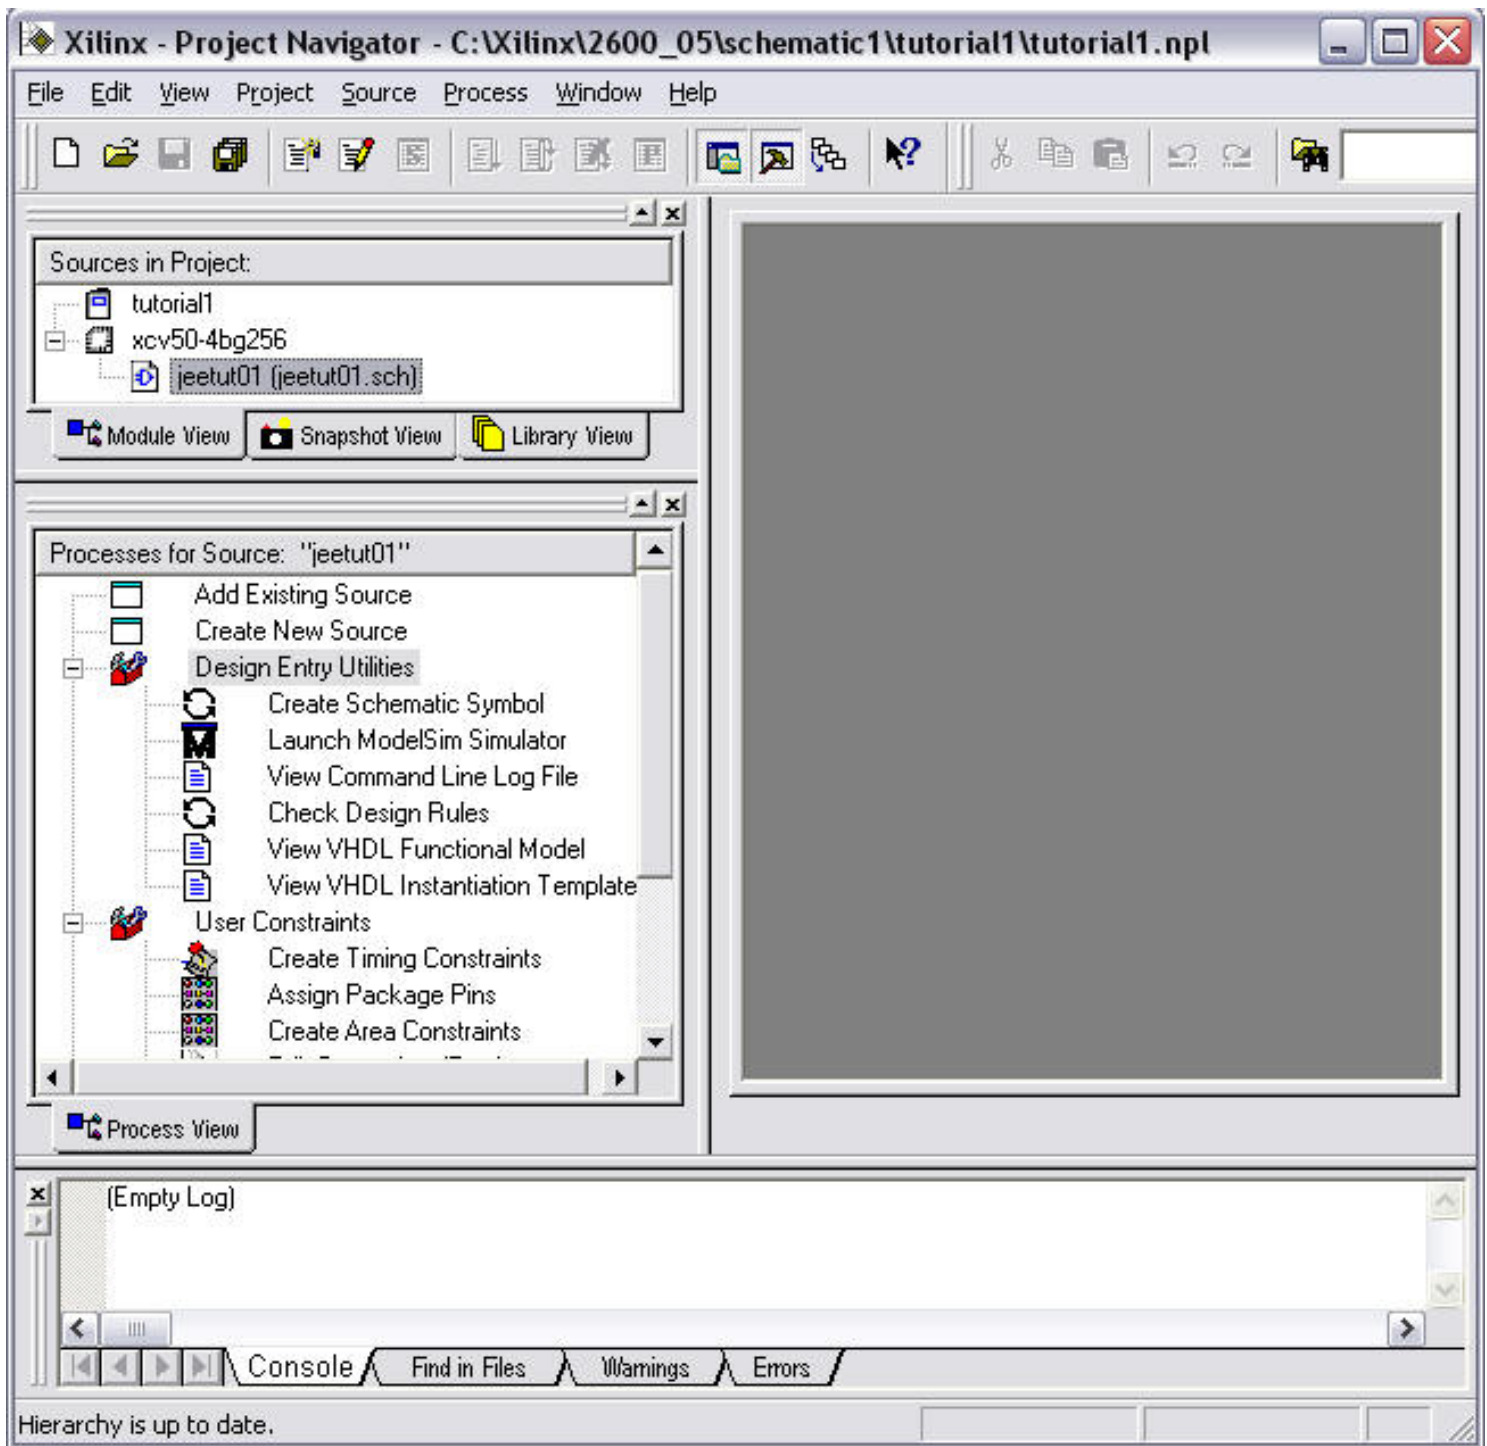 Xilinx - Project Navigator - C:\Xilinx\2600_05\schematic1\tutorial1\tutorial1.npl
File Edit View Project Source Process Window Help
Sources in Project:
tutorial1
xcv50-4bg256
jeetut01 (jeetut01.sch)
Module View Snapshot View Library View
Processes for Source: "jeetut01"
Add Existing Source
Create New Source
Design Entry Utilities
Create Schematic Symbol
Launch ModelSim Simulator
View Command Line Log File
Check Design Rules
View VHDL Functional Model
View VHDL Instantiation Template
User Constraints
Create Timing Constraints
Assign Package Pins
Create Area Constraints
Process View
(Empty Log)
Console Find in Files Warnings Errors
Hierarchy is up to date.